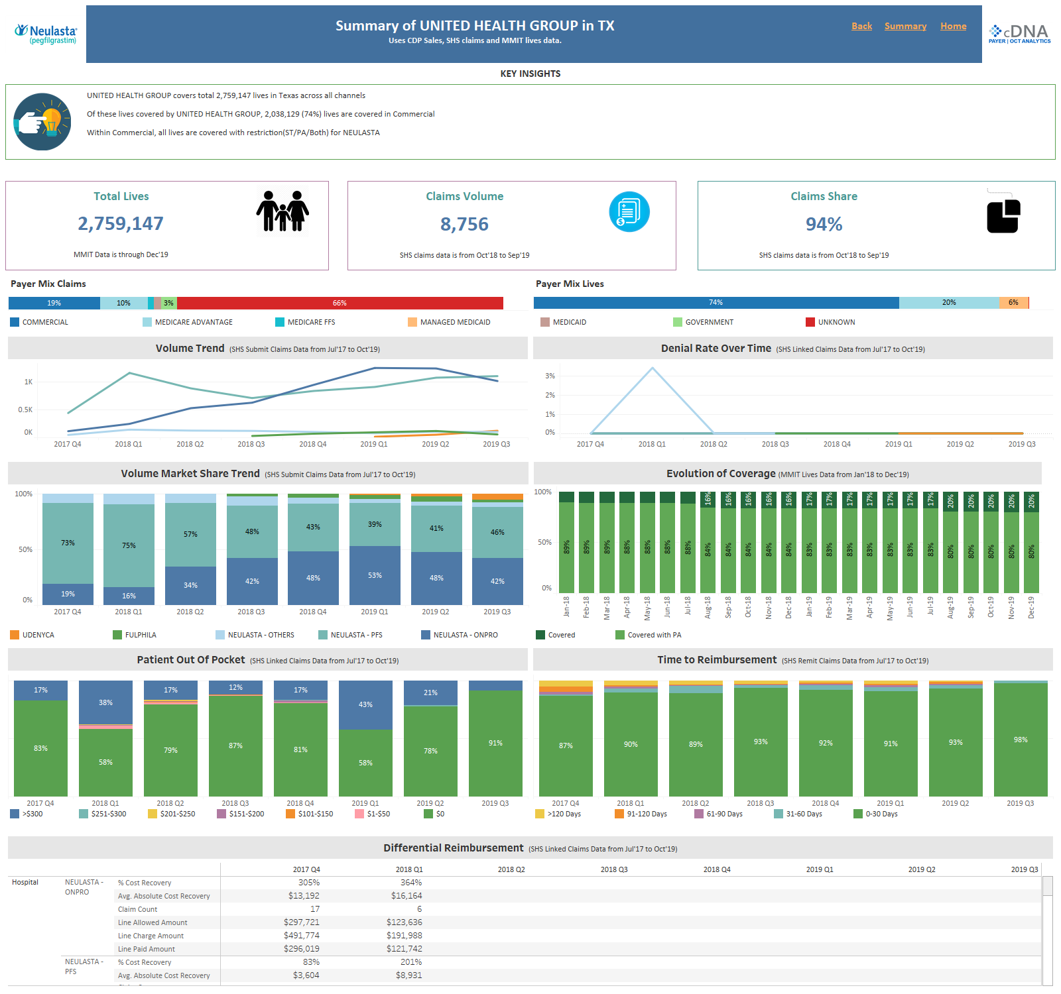 Neulasta
(pegfilgrastim)
Summary of UNITED HEALTH GROUP in TX
Uses CDP Sales, SHS claims and MMIT lives data.
Back Summary Home
cDNA
PAYER | OCT ANALYTICS
KEY INSIGHTS
UNITED HEALTH GROUP covers total 2,759,147 lives in Texas across all channels
Of these lives covered by UNITED HEALTH GROUP, 2,038,129 (74%) lives are covered in Commercial
Within Commercial, all lives are covered with restriction(ST/PA/Both) for NEULASTA
Total Lives
2,759,147
MMIT Data is through Dec'19
Claims Volume
8,756
SHS claims data is from Oct'18 to Sep'19
Claims Share
94%
SHS claims data is from Oct'18 to Sep'19
Payer Mix Claims
19% 10% 3% 66%
Payer Mix Lives
74% 20% 6%
COMMERCIAL MEDICARE ADVANTAGE MEDICARE FFS MANAGED MEDICAID MEDICAID GOVERNMENT UNKNOWN
Volume Trend (SHS Submit Claims Data from Jul'17 to Oct'19)
1K
0.5K
0K
2017 Q4 2018 Q1 2018 Q2 2018 Q3 2018 Q4 2019 Q1 2019 Q2 2019 Q3
Denial Rate Over Time (SHS Linked Claims Data from Jul'17 to Oct'19)
3%
2%
1%
0%
2017 Q4 2018 Q1 2018 Q2 2018 Q3 2018 Q4 2019 Q1 2019 Q2 2019 Q3
Volume Market Share Trend (SHS Submit Claims Data from Jul'17 to Oct'19)
100%
50%
0%
73% 75% 57% 48% 43% 39% 41% 46%
19% 16% 34% 42% 48% 53% 48% 42%
2017 Q4 2018 Q1 2018 Q2 2018 Q3 2018 Q4 2019 Q1 2019 Q2 2019 Q3
UDENYCA FULPHILA NEULASTA - OTHERS NEULASTA - PFS NEULASTA - ONPRO
Evolution of Coverage (MMIT Lives Data from Jan'18 to Dec'19)
100%
50%
0%
16% 16% 16% 16% 16% 17% 17% 17% 17% 17% 17% 17% 20% 20% 20% 20% 20%
89% 89% 89% 88% 88% 88% 88% 84% 84% 84% 84% 84% 83% 83% 83% 83% 83% 83% 83% 80% 80% 80% 80% 80%
Jan-18 Feb-18 Mar-18 Apr-18 May-18 Jun-18 Jul-18 Aug-18 Sep-18 Oct-18 Nov-18 Dec-18 Jan-19 Feb-19 Mar-19 Apr-19 May-19 Jun-19 Jul-19 Aug-19 Sep-19 Oct-19 Nov-19 Dec-19
Covered Covered with PA
Patient Out Of Pocket (SHS Linked Claims Data from Jul'17 to Oct'19)
17% 38% 17% 12% 17% 43% 21%
83% 58% 79% 87% 81% 58% 78% 91%
2017 Q4 2018 Q1 2018 Q2 2018 Q3 2018 Q4 2019 Q1 2019 Q2 2019 Q3
>$300 $251-$300 $201-$250 $151-$200 $101-$150 $1-$50 $0
Time to Reimbursement (SHS Remit Claims Data from Jul'17 to Oct'19)
87% 90% 89% 93% 92% 91% 93% 98%
2017 Q4 2018 Q1 2018 Q2 2018 Q3 2018 Q4 2019 Q1 2019 Q2 2019 Q3
>120 Days 91-120 Days 61-90 Days 31-60 Days 0-30 Days
Differential Reimbursement (SHS Linked Claims Data from Jul'17 to Oct'19)
2017 Q4 2018 Q1 2018 Q2 2018 Q3 2018 Q4 2019 Q1 2019 Q2 2019 Q3
Hospital NEULASTA - ONPRO % Cost Recovery 305% 364%
Avg. Absolute Cost Recovery $13,192 $16,164
Claim Count 17 6
Line Allowed Amount $297,721 $123,636
Line Charge Amount $491,774 $191,988
Line Paid Amount $296,019 $121,742
NEULASTA - PFS % Cost Recovery 83% 201%
Avg. Absolute Cost Recovery $3,604 $8,931